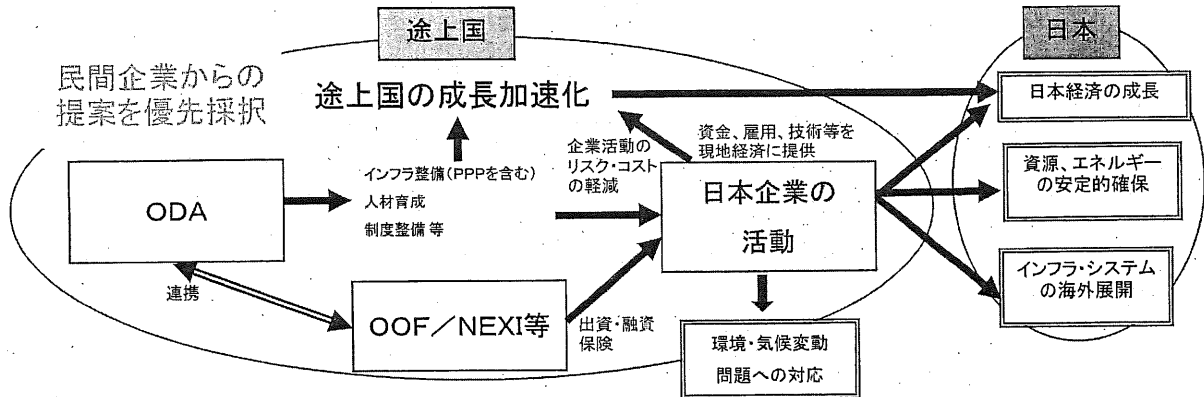 途上国
日本
民間企業からの
提案を優先採択
途上国の成長加速化
日本経済の成長
インフラ整備(PPPを含む)
人材育成
制度整備 等
企業活動の
リスク・コスト
の軽減
資金、雇用、技術等を
現地経済に提供
ODA
日本企業の
活動
資源、エネルギー
の安定的確保
連携
OOF/NEXI等
出資・融資
保険
環境・気候変動
問題への対応
インフラ・システム
の海外展開